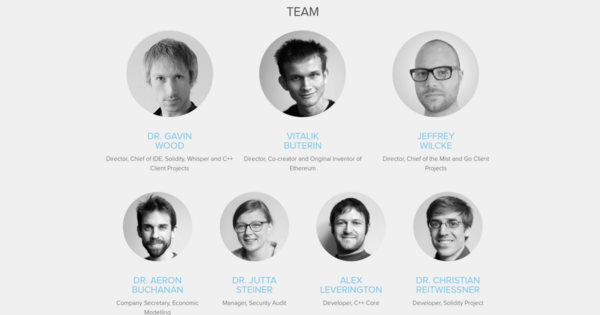 TEAM
DR. GAVIN
WOOD
Director, Chief of IDE, Solidity, Whisper and C++
Client Projects
VITALIK
BUTERIN
Director, Co-creator and Original Inventor of
Ethereum
JEFFREY
WILCKE
Director, Chief of the Mist and Go Client
Projects
DR. AERON
BUCHANAN
Company Secretary, Economic
Modelling
DR. JUTTA
STEINER
Manager, Security Audit
ALEX
LEVERINGTON
Developer, C++ Core
DR. CHRISTIAN
REITWIESSNER
Developer, Solidity Project